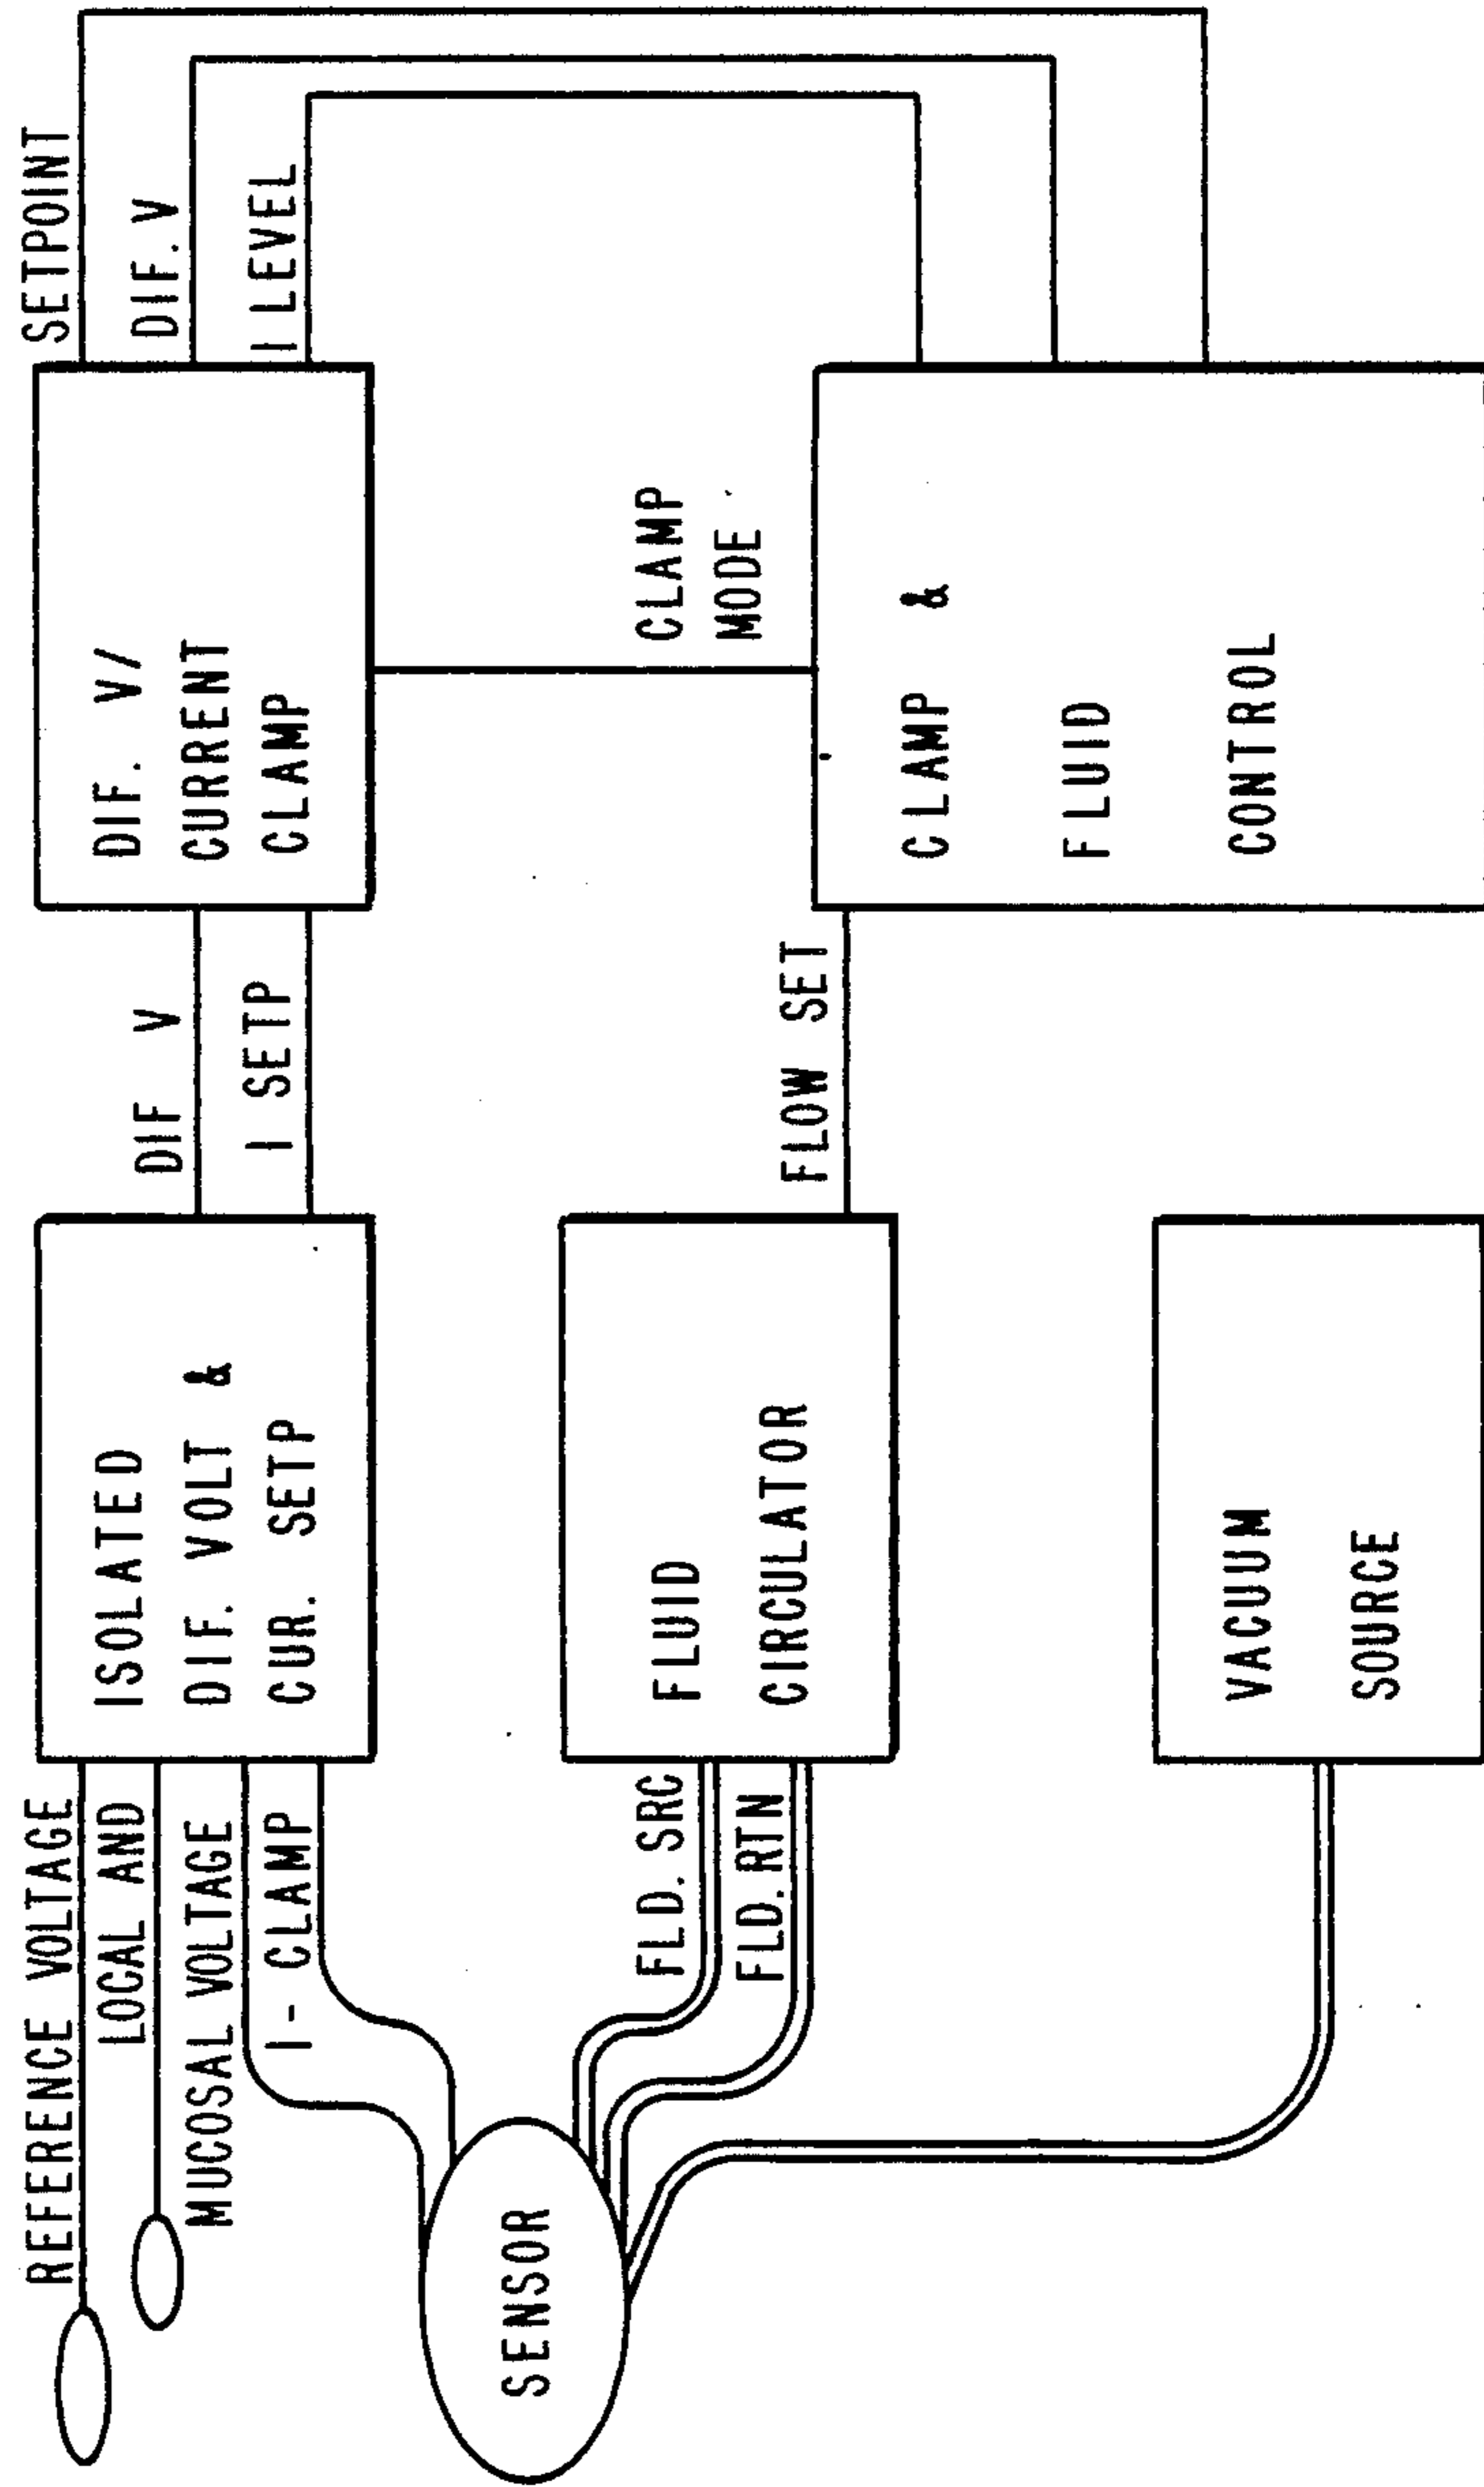 REFERENCE VOLTAGE
LOCAL AND
MUCOSAL VOLTAGE
I- CLAMP
ISOLATED
DIF. VOLT &
CUR. SETP
DIF V
I SETP
DIF. V/
CURRENT
CLAMP
SETPOINT
DIF. V
I LEVEL
SENSOR
FLD. SRC
FLD. RTN
FLUID
CIRCULATOR
FLOW SET
CLAMP
MODE
CLAMP &
FLUID
CONTROL
VACUUM
SOURCE